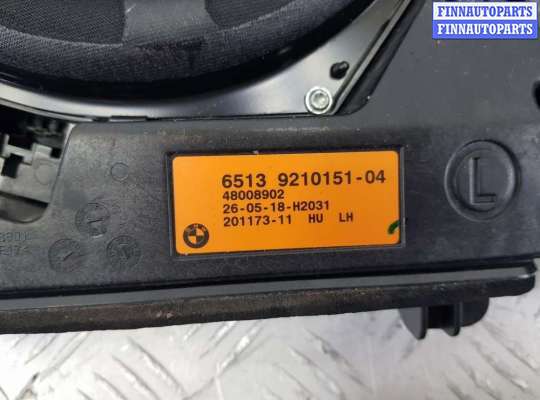 FINNAUTOPARTS
FINNAUTOPARTS
6513 9210151-04
48008902
26-05-18-H2031
201173-11 HU LH
L